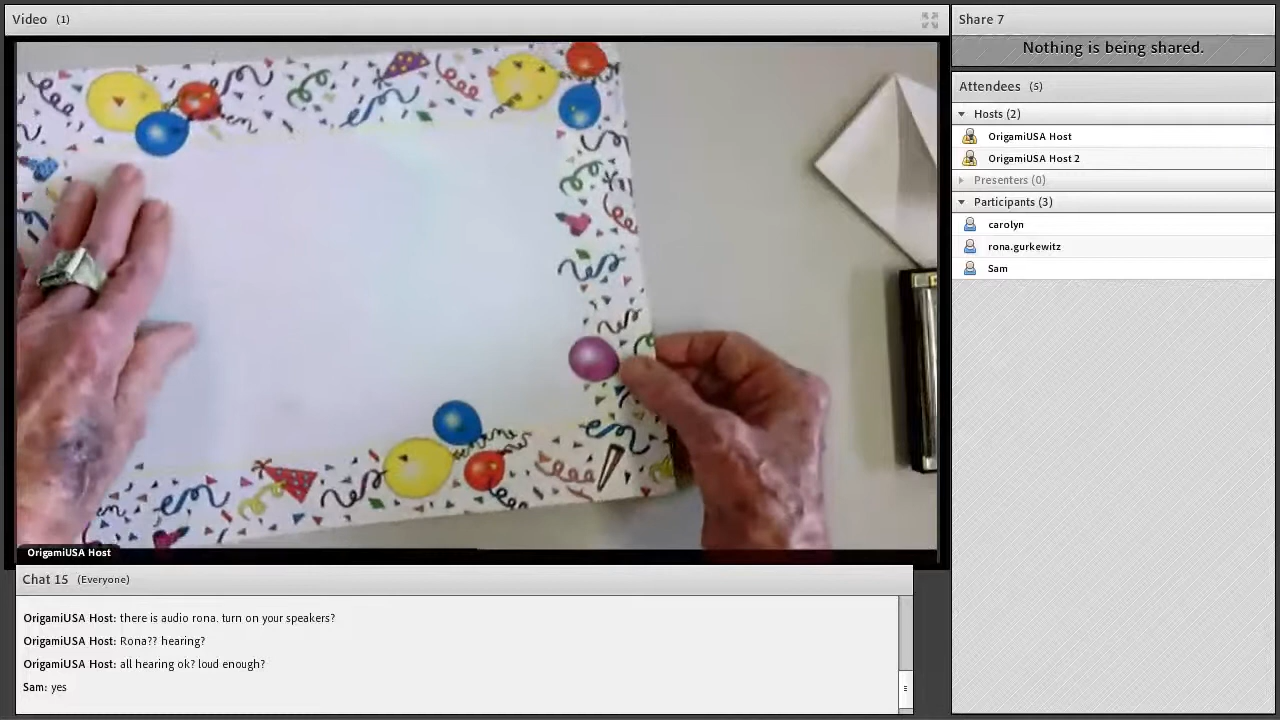 Video (1)
OrigamiUSA Host
Chat 15 (Everyone)
OrigamiUSA Host: there is audio rona. turn on your speakers?
OrigamiUSA Host: Rona?? hearing?
OrigamiUSA Host: all hearing ok? loud enough?
Sam: yes
Share 7
Nothing is being shared.
Attendees (5)
Hosts (2)
OrigamiUSA Host
OrigamiUSA Host 2
Presenters (0)
Participants (3)
carolyn
rona.gurkewitz
Sam